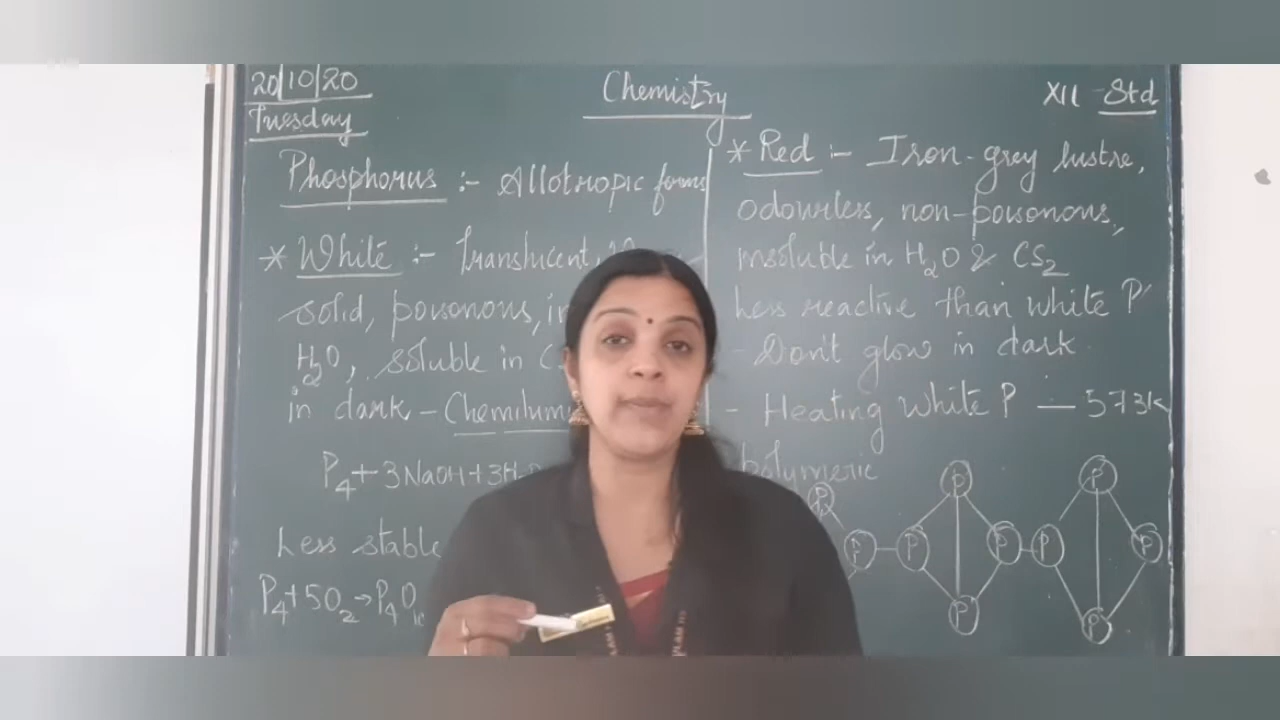 20/10/20
Tuesday
Chemistry
XII Std
Phosphorus :- Allotropic forms
* White :- Translucent,
solid, poisonous,
H2O, soluble in
in dark - Chemilum
P4 + 3NaOH + 3H
Less stable
P4 + 5O2 → P4O10
* Red :- Iron-grey lustre,
odourless, non-poisonous,
insoluble in H2O & CS2
Less reactive than white P
- Don't glow in dark
- Heating white P — 573K
polymeric
P P P
P P P P P
P P